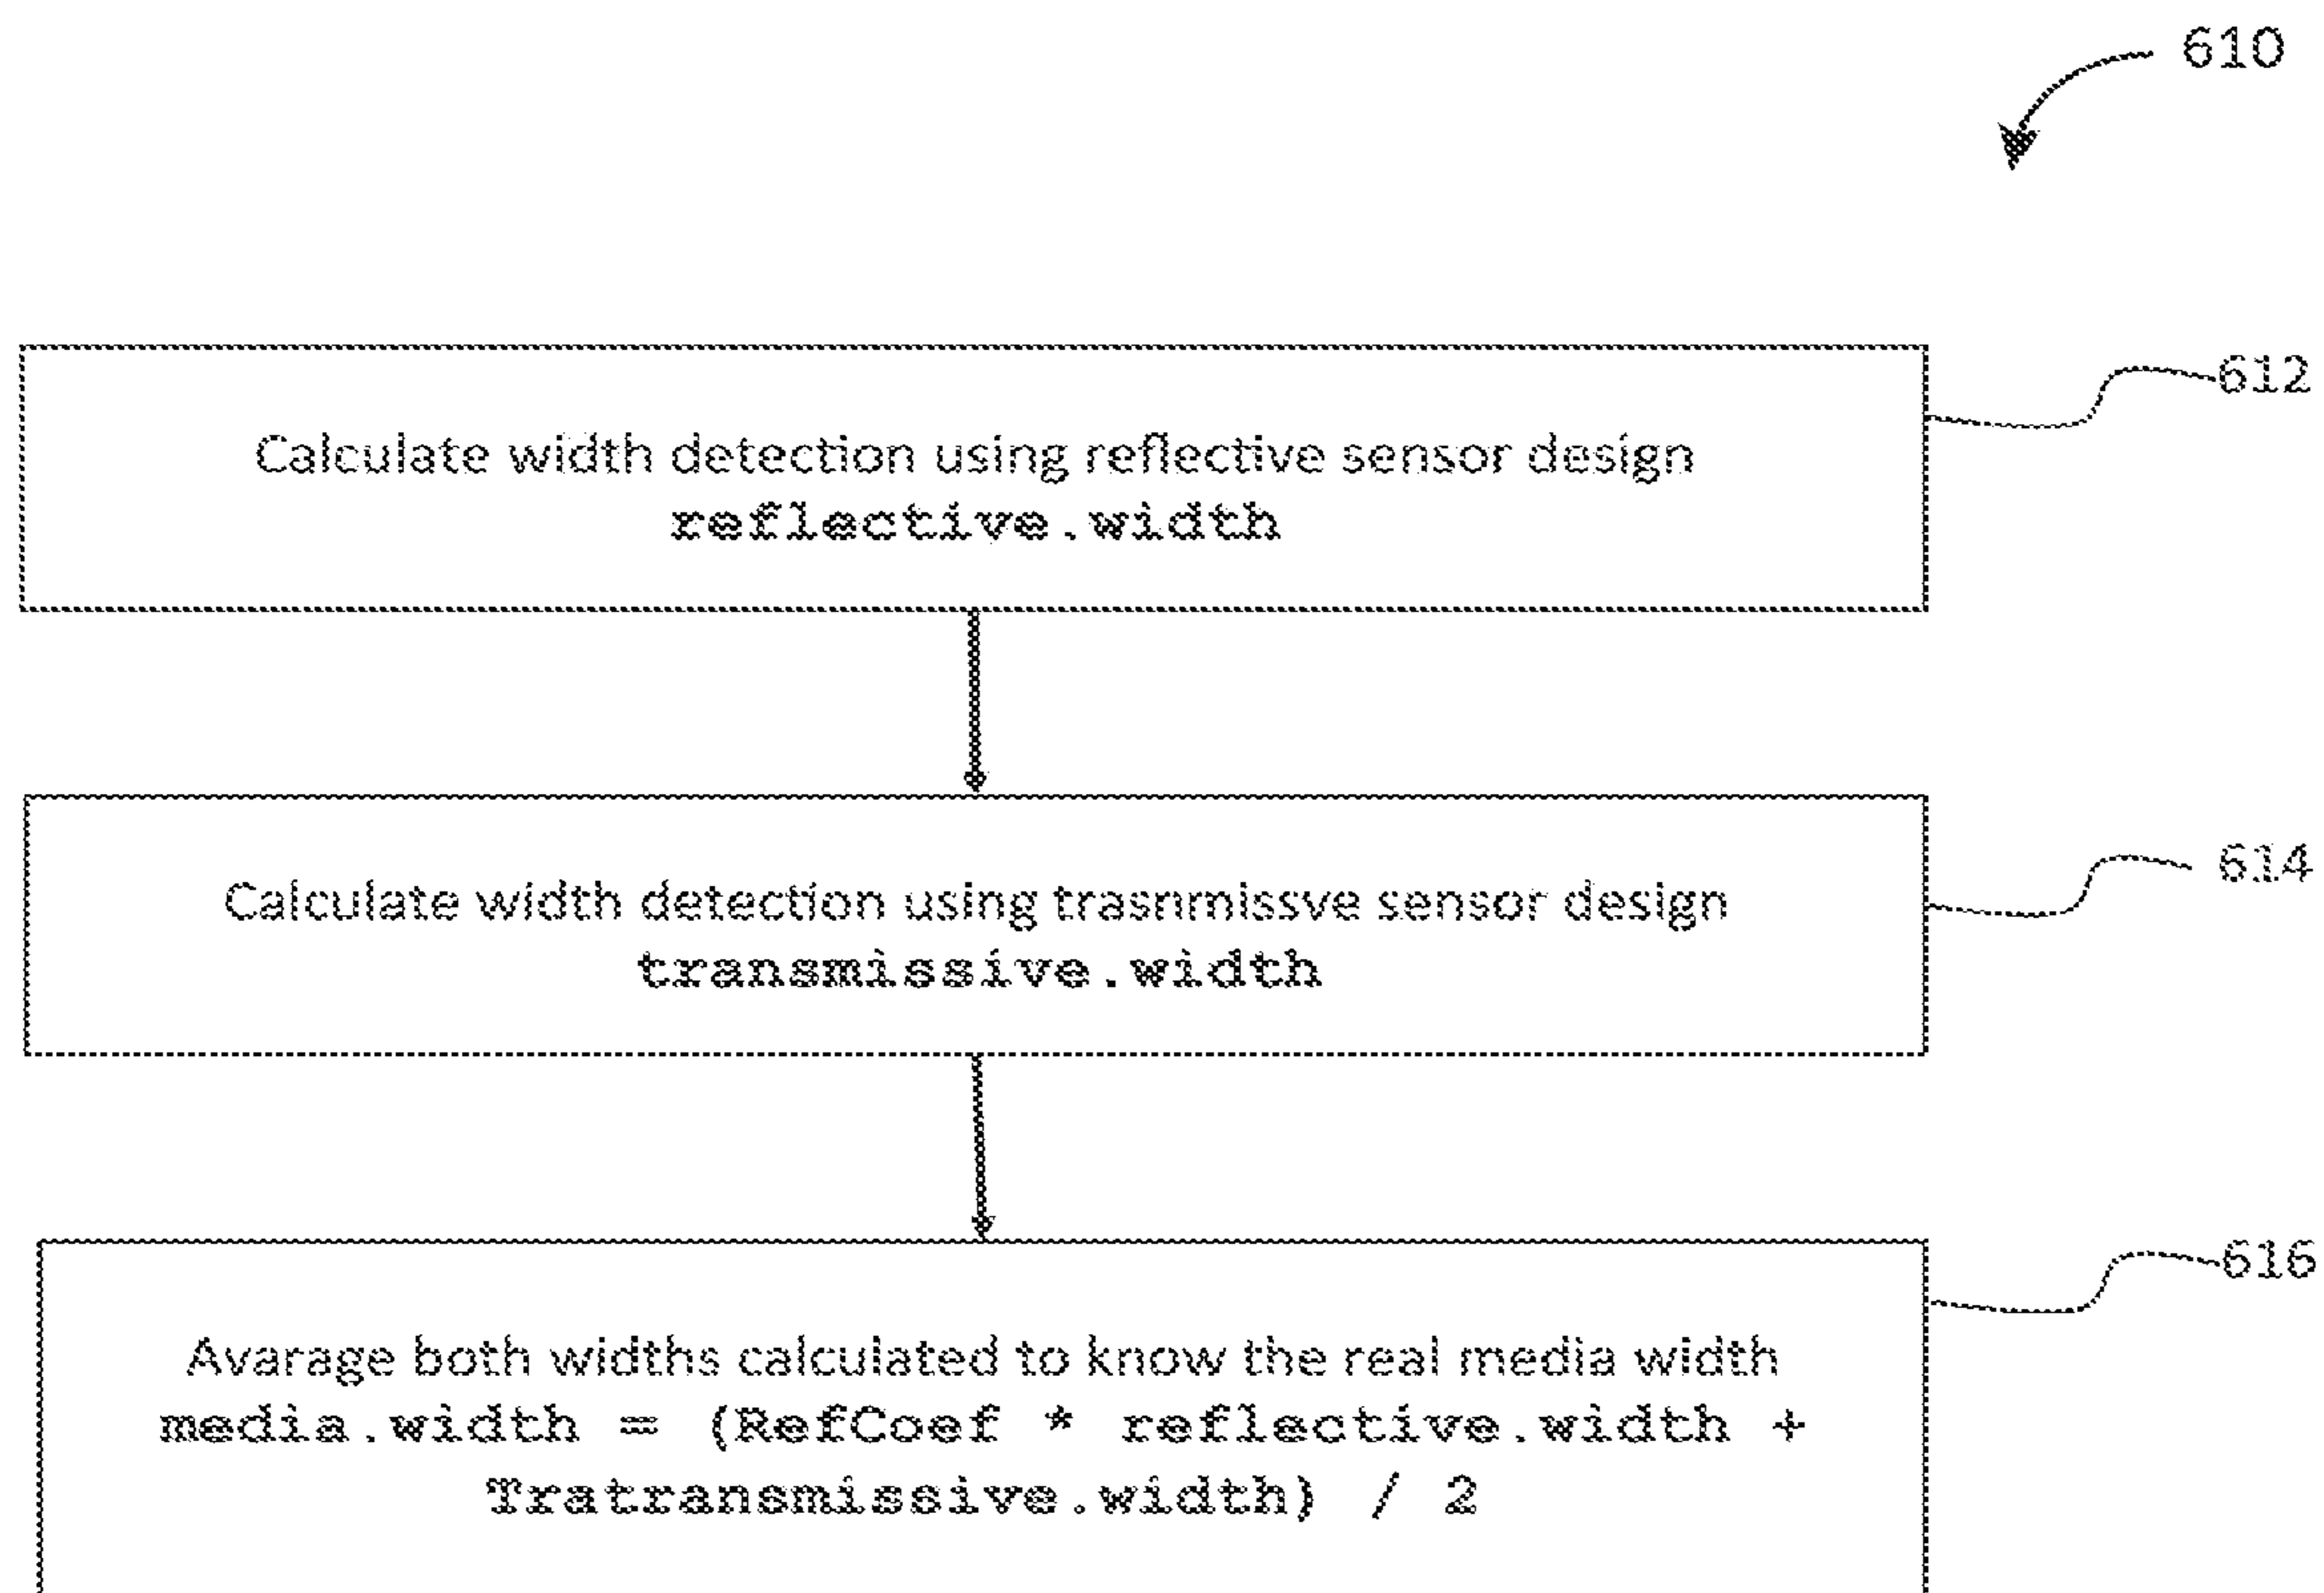 610
612
Calculate width detection using reflective sensor design
reflective.width
614
Calculate width detection using trasnmissve sensor design
transmissive.width
616
Avarage both widths calculated to know the real media width
media.width = (RefCoef * reflective.width +
Tratransmissive.width) / 2